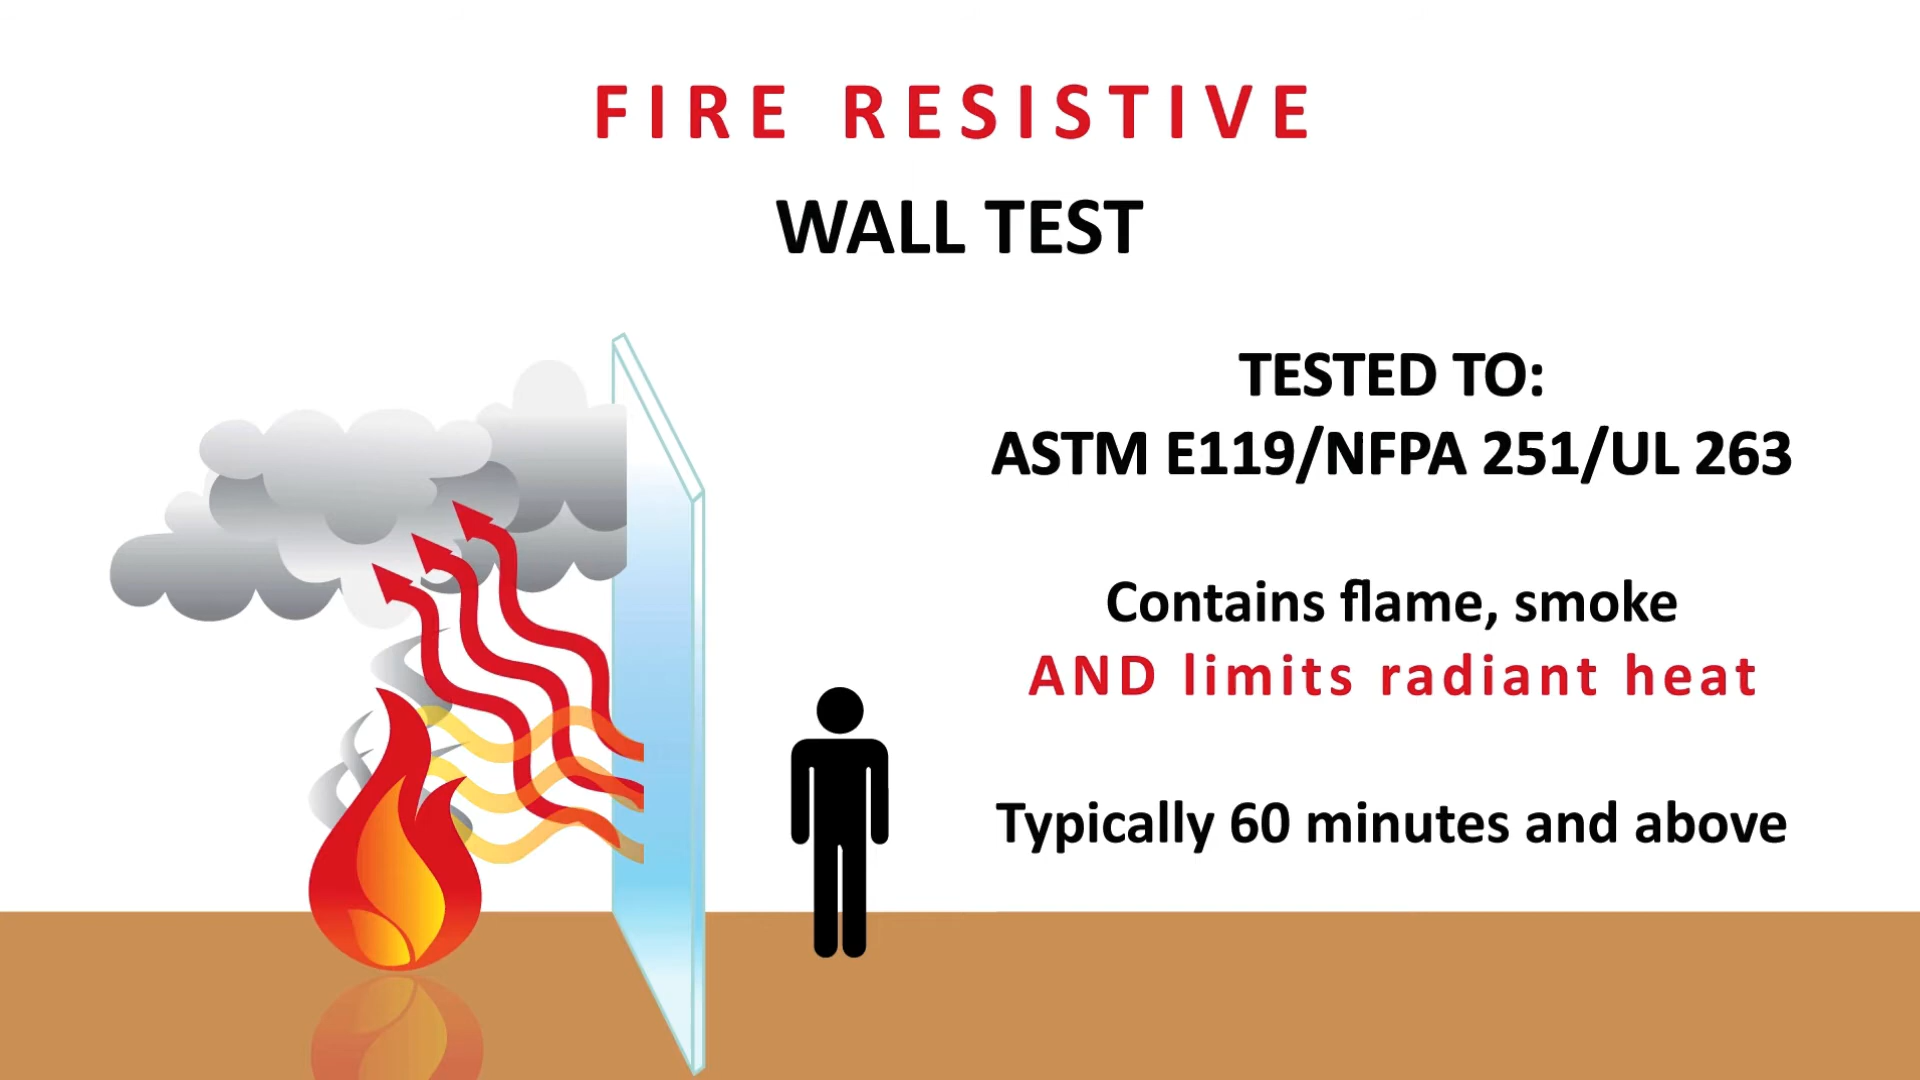 FIRE RESISTIVE
WALL TEST
TESTED TO:
ASTM E119/NFPA 251/UL 263
Contains flame, smoke
AND limits radiant heat
Typically 60 minutes and above